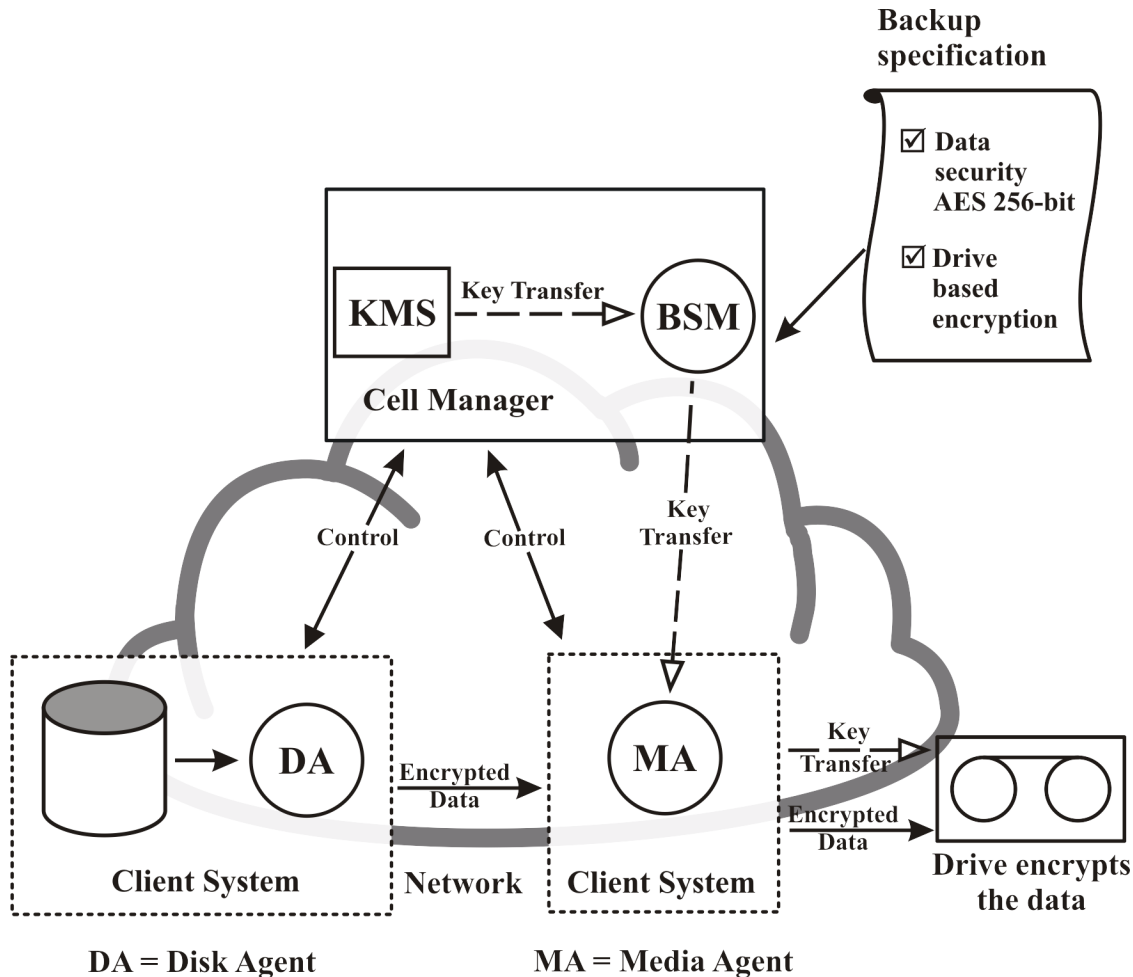 Backup
specification
Data
security
AES 256-bit
Drive
based
encryption
KMS
Key Transfer
BSM
Cell Manager
Control
Control
Key
Transfer
DA
Encrypted
Data
MA
Key
Transfer
Encrypted
Data
Client System
Network
Client System
Drive encrypts
the data
DA = Disk Agent
MA = Media Agent